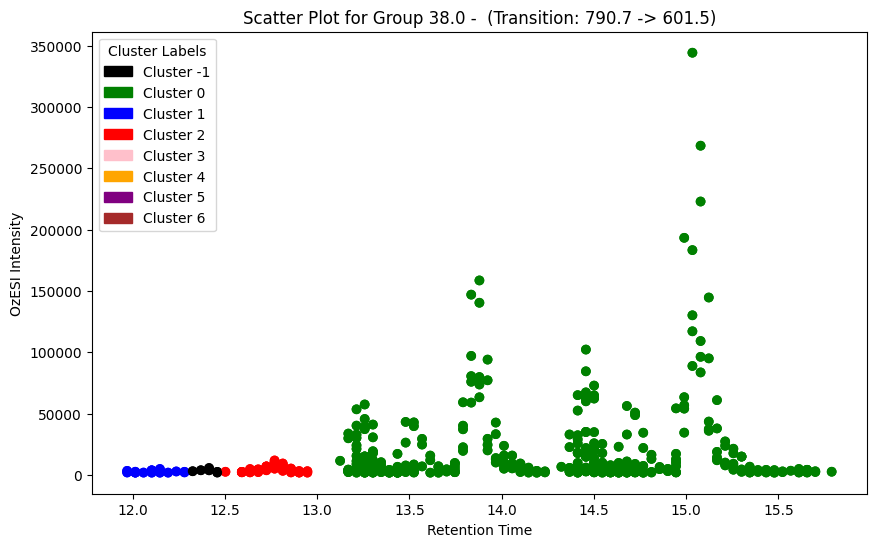 Scatter Plot for Group 38.0 -  (Transition: 790.7 -> 601.5)
Cluster Labels
Cluster -1
Cluster 0
Cluster 1
Cluster 2
Cluster 3
Cluster 4
Cluster 5
Cluster 6
OzESI Intensity
350000
300000
250000
200000
150000
100000
50000
0
12.0 12.5 13.0 13.5 14.0 14.5 15.0 15.5
Retention Time